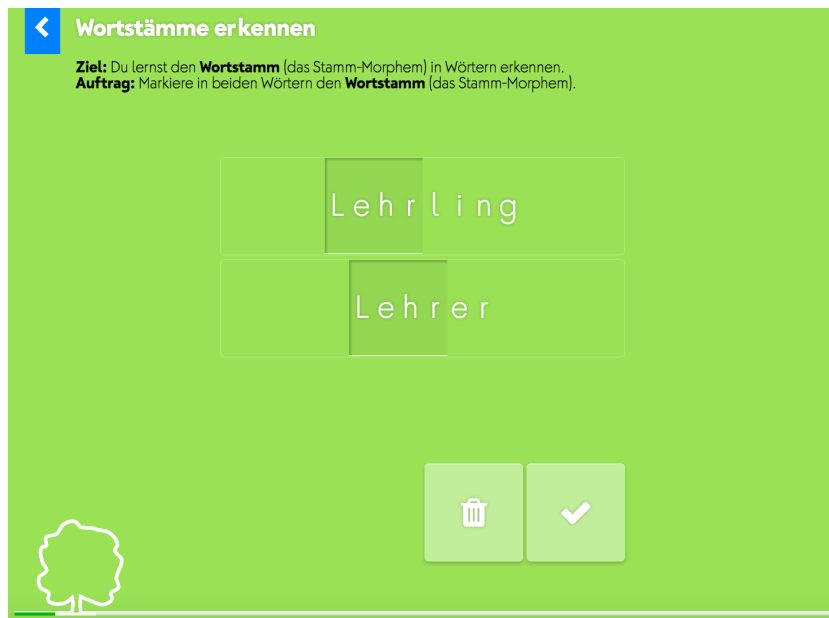 Wortstämme erkennen
Ziel: Du lernst den Wortstamm (das Stamm-Morphem) in Wörtern erkennen.
Auftrag: Markiere in beiden Wörtern den Wortstamm (das Stamm-Morphem).
Lehrling
Lehrer